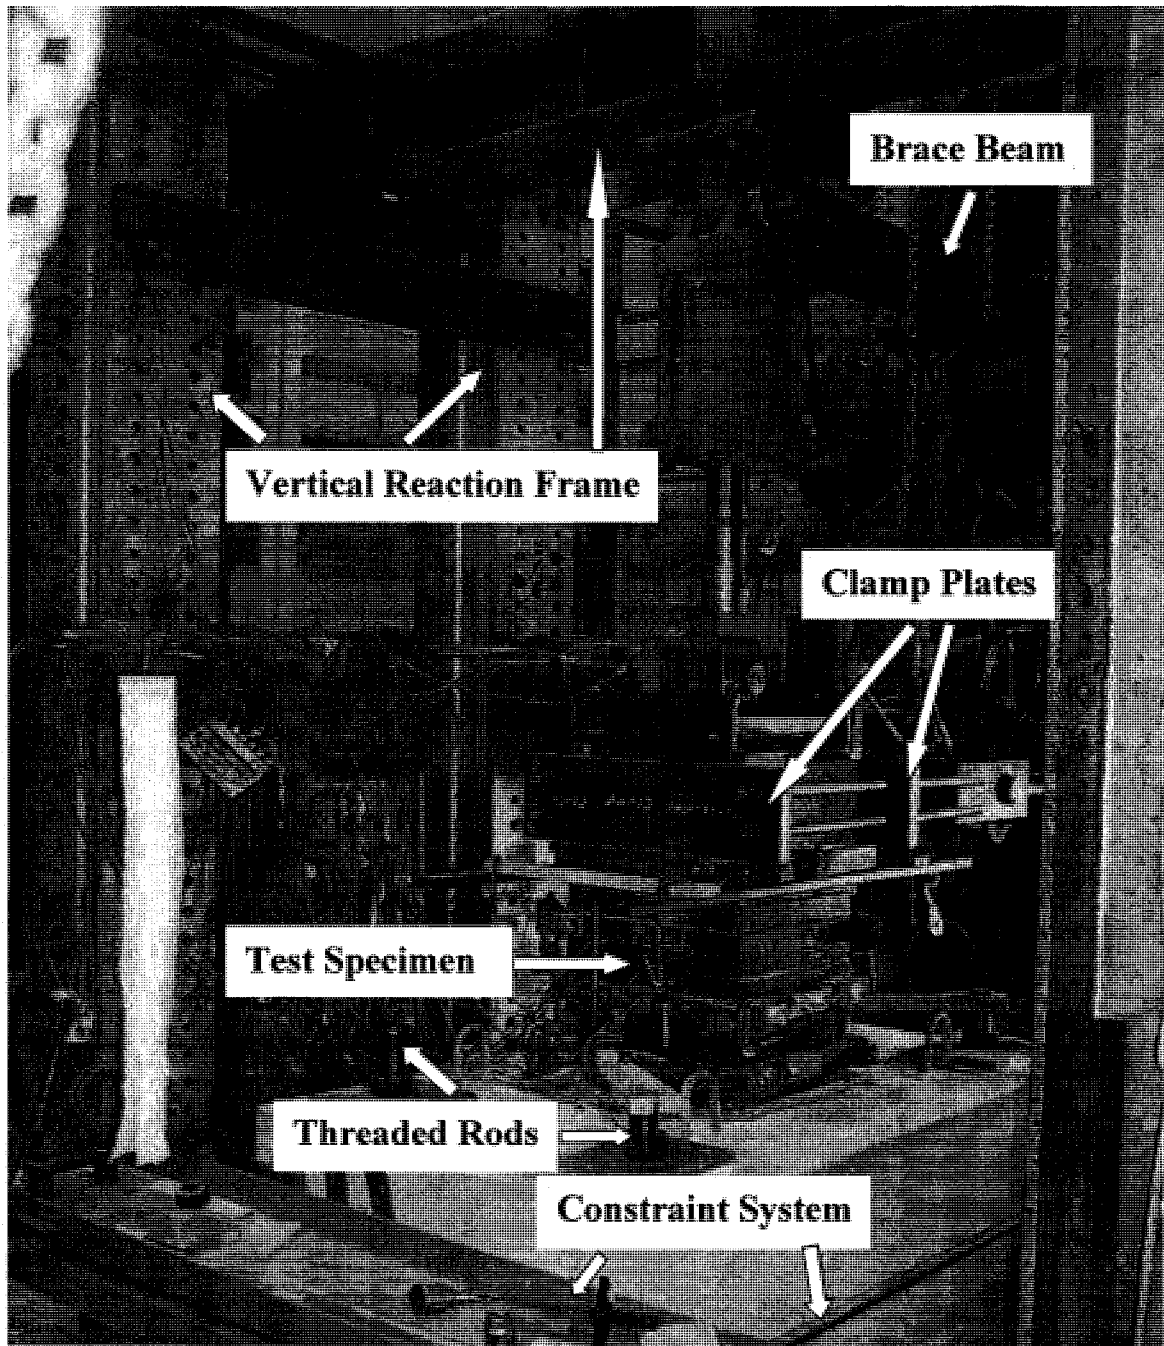 Brace Beam
Vertical Reaction Frame
Clamp Plates
Test Specimen
Threaded Rods
Constraint System